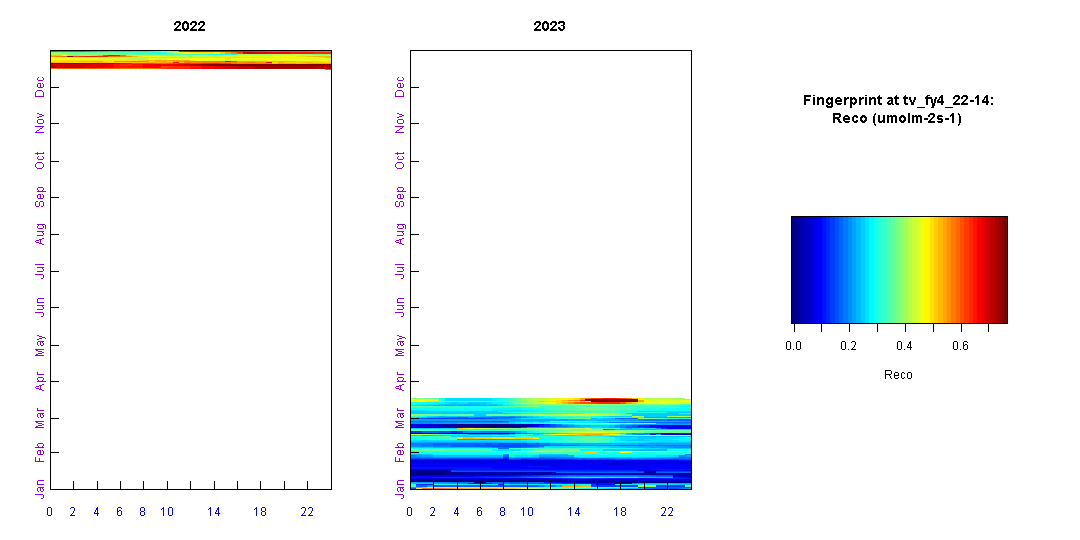 2022
2023
Fingerprint at tv_fy4_22-14:
Reco (umolm-2s-1)
Dec
Nov
Oct
Sep
Aug
Jul
Jun
May
Apr
Mar
Feb
Jan
0 2 4 6 8 10 14 18 22
Dec
Nov
Oct
Sep
Aug
Jul
Jun
May
Apr
Mar
Feb
Jan
0 2 4 6 8 10 14 18 22
0.0 0.2 0.4 0.6
Reco